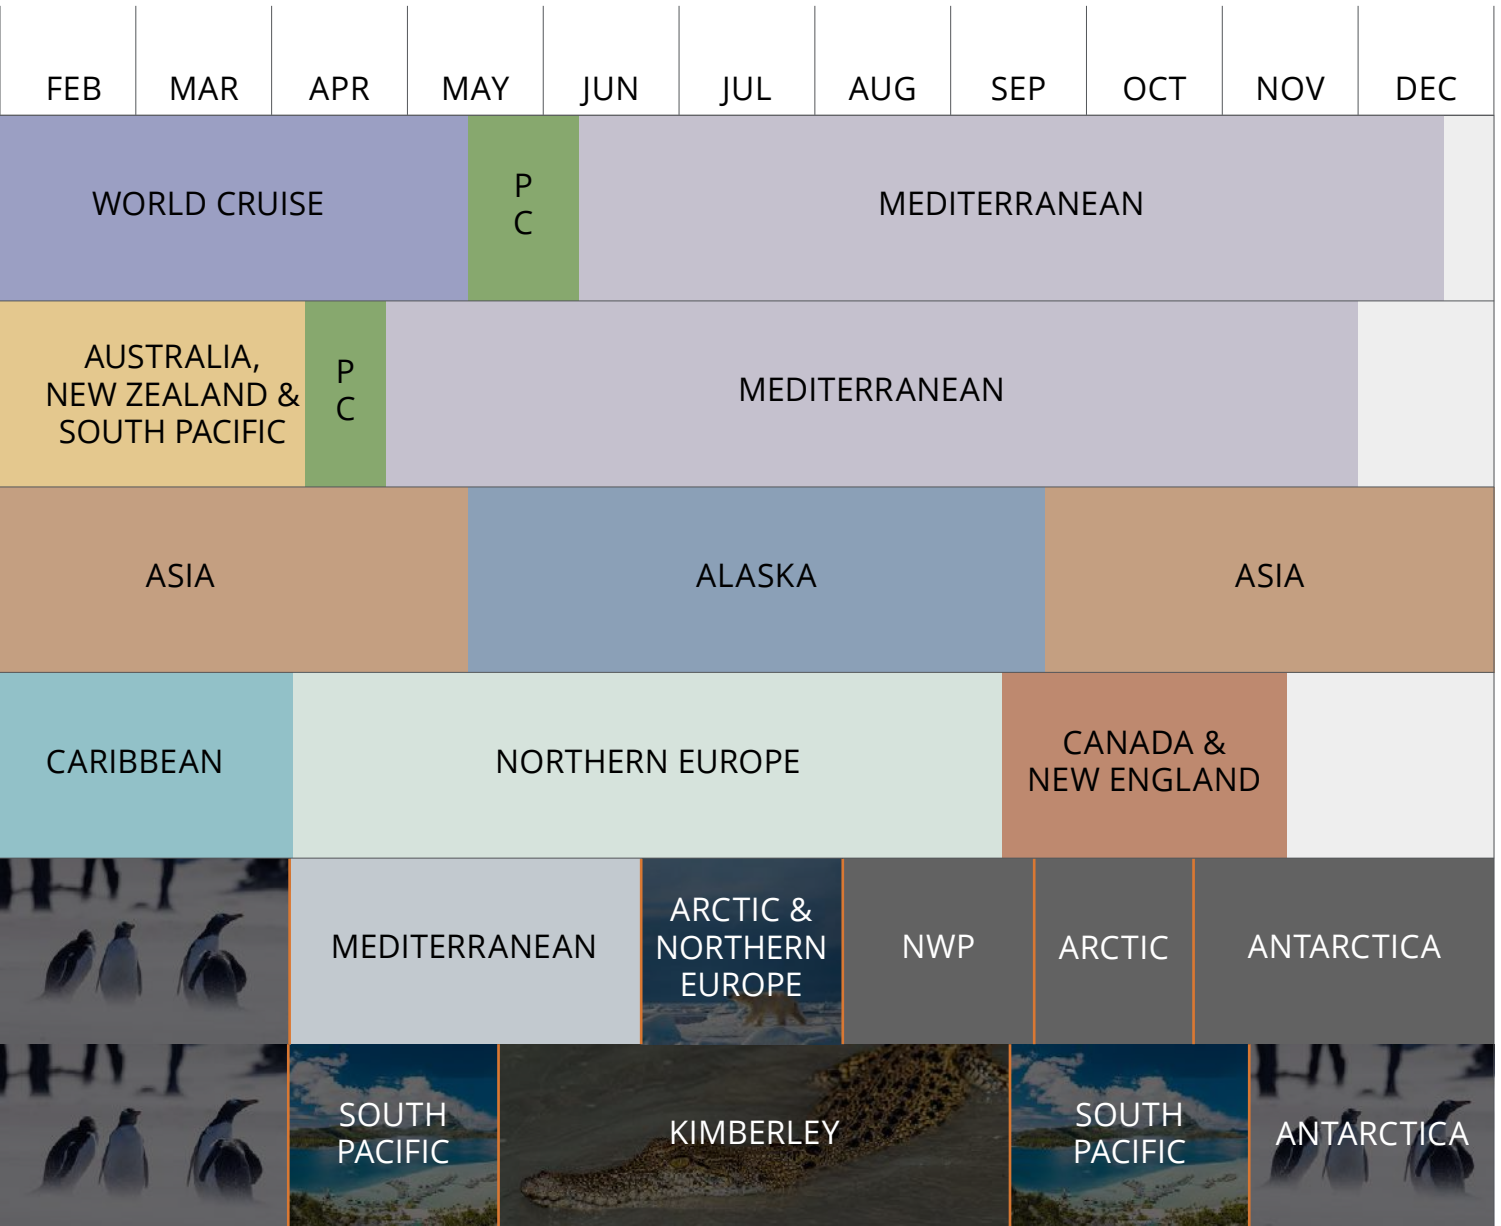 FEB MAR APR MAY JUN JUL AUG SEP OCT NOV DEC
WORLD CRUISE
P
C
MEDITERRANEAN
AUSTRALIA,
NEW ZEALAND &
SOUTH PACIFIC
P
C
MEDITERRANEAN
ASIA
ALASKA
ASIA
CARIBBEAN
NORTHERN EUROPE
CANADA &
NEW ENGLAND
MEDITERRANEAN
ARCTIC &
NORTHERN
EUROPE
NWP
ARCTIC
ANTARCTICA
SOUTH
PACIFIC
KIMBERLEY
SOUTH
PACIFIC
ANTARCTICA